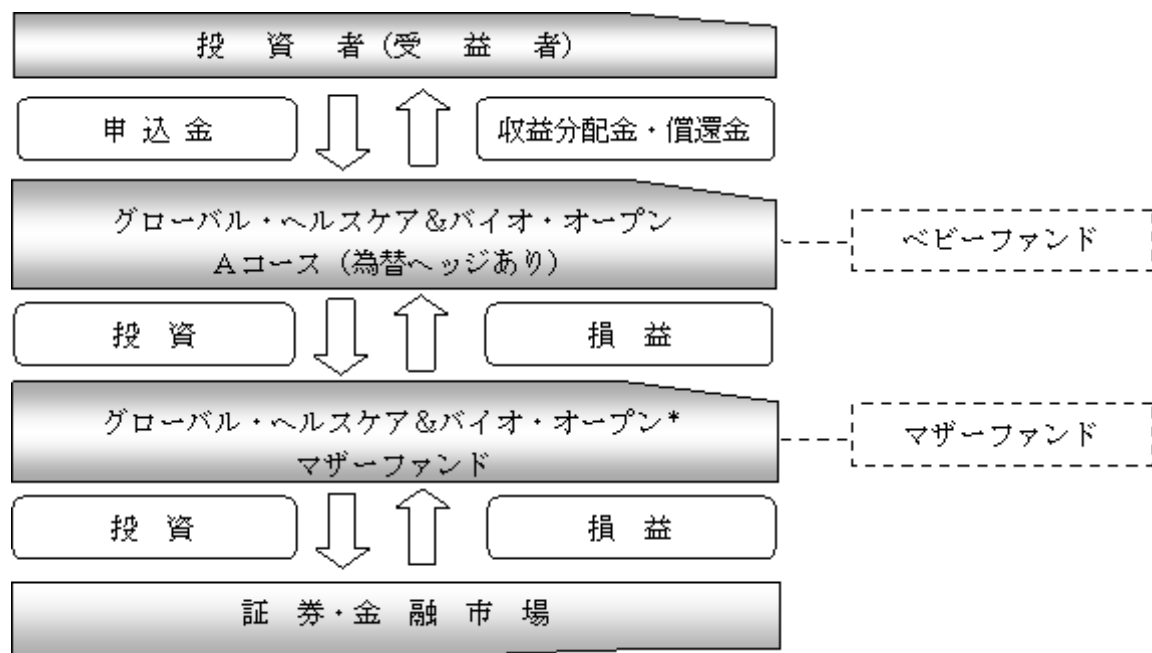 投資者(受益者)
申込金
収益分配金・償還金
グローバル・ヘルスケア&バイオ・オープン
Aコース(為替ヘッジあり)
ベビーファンド
投資
損益
グローバル・ヘルスケア&バイオ・オープン*
マザーファンド
マザーファンド
投資
損益
証券・金融市場